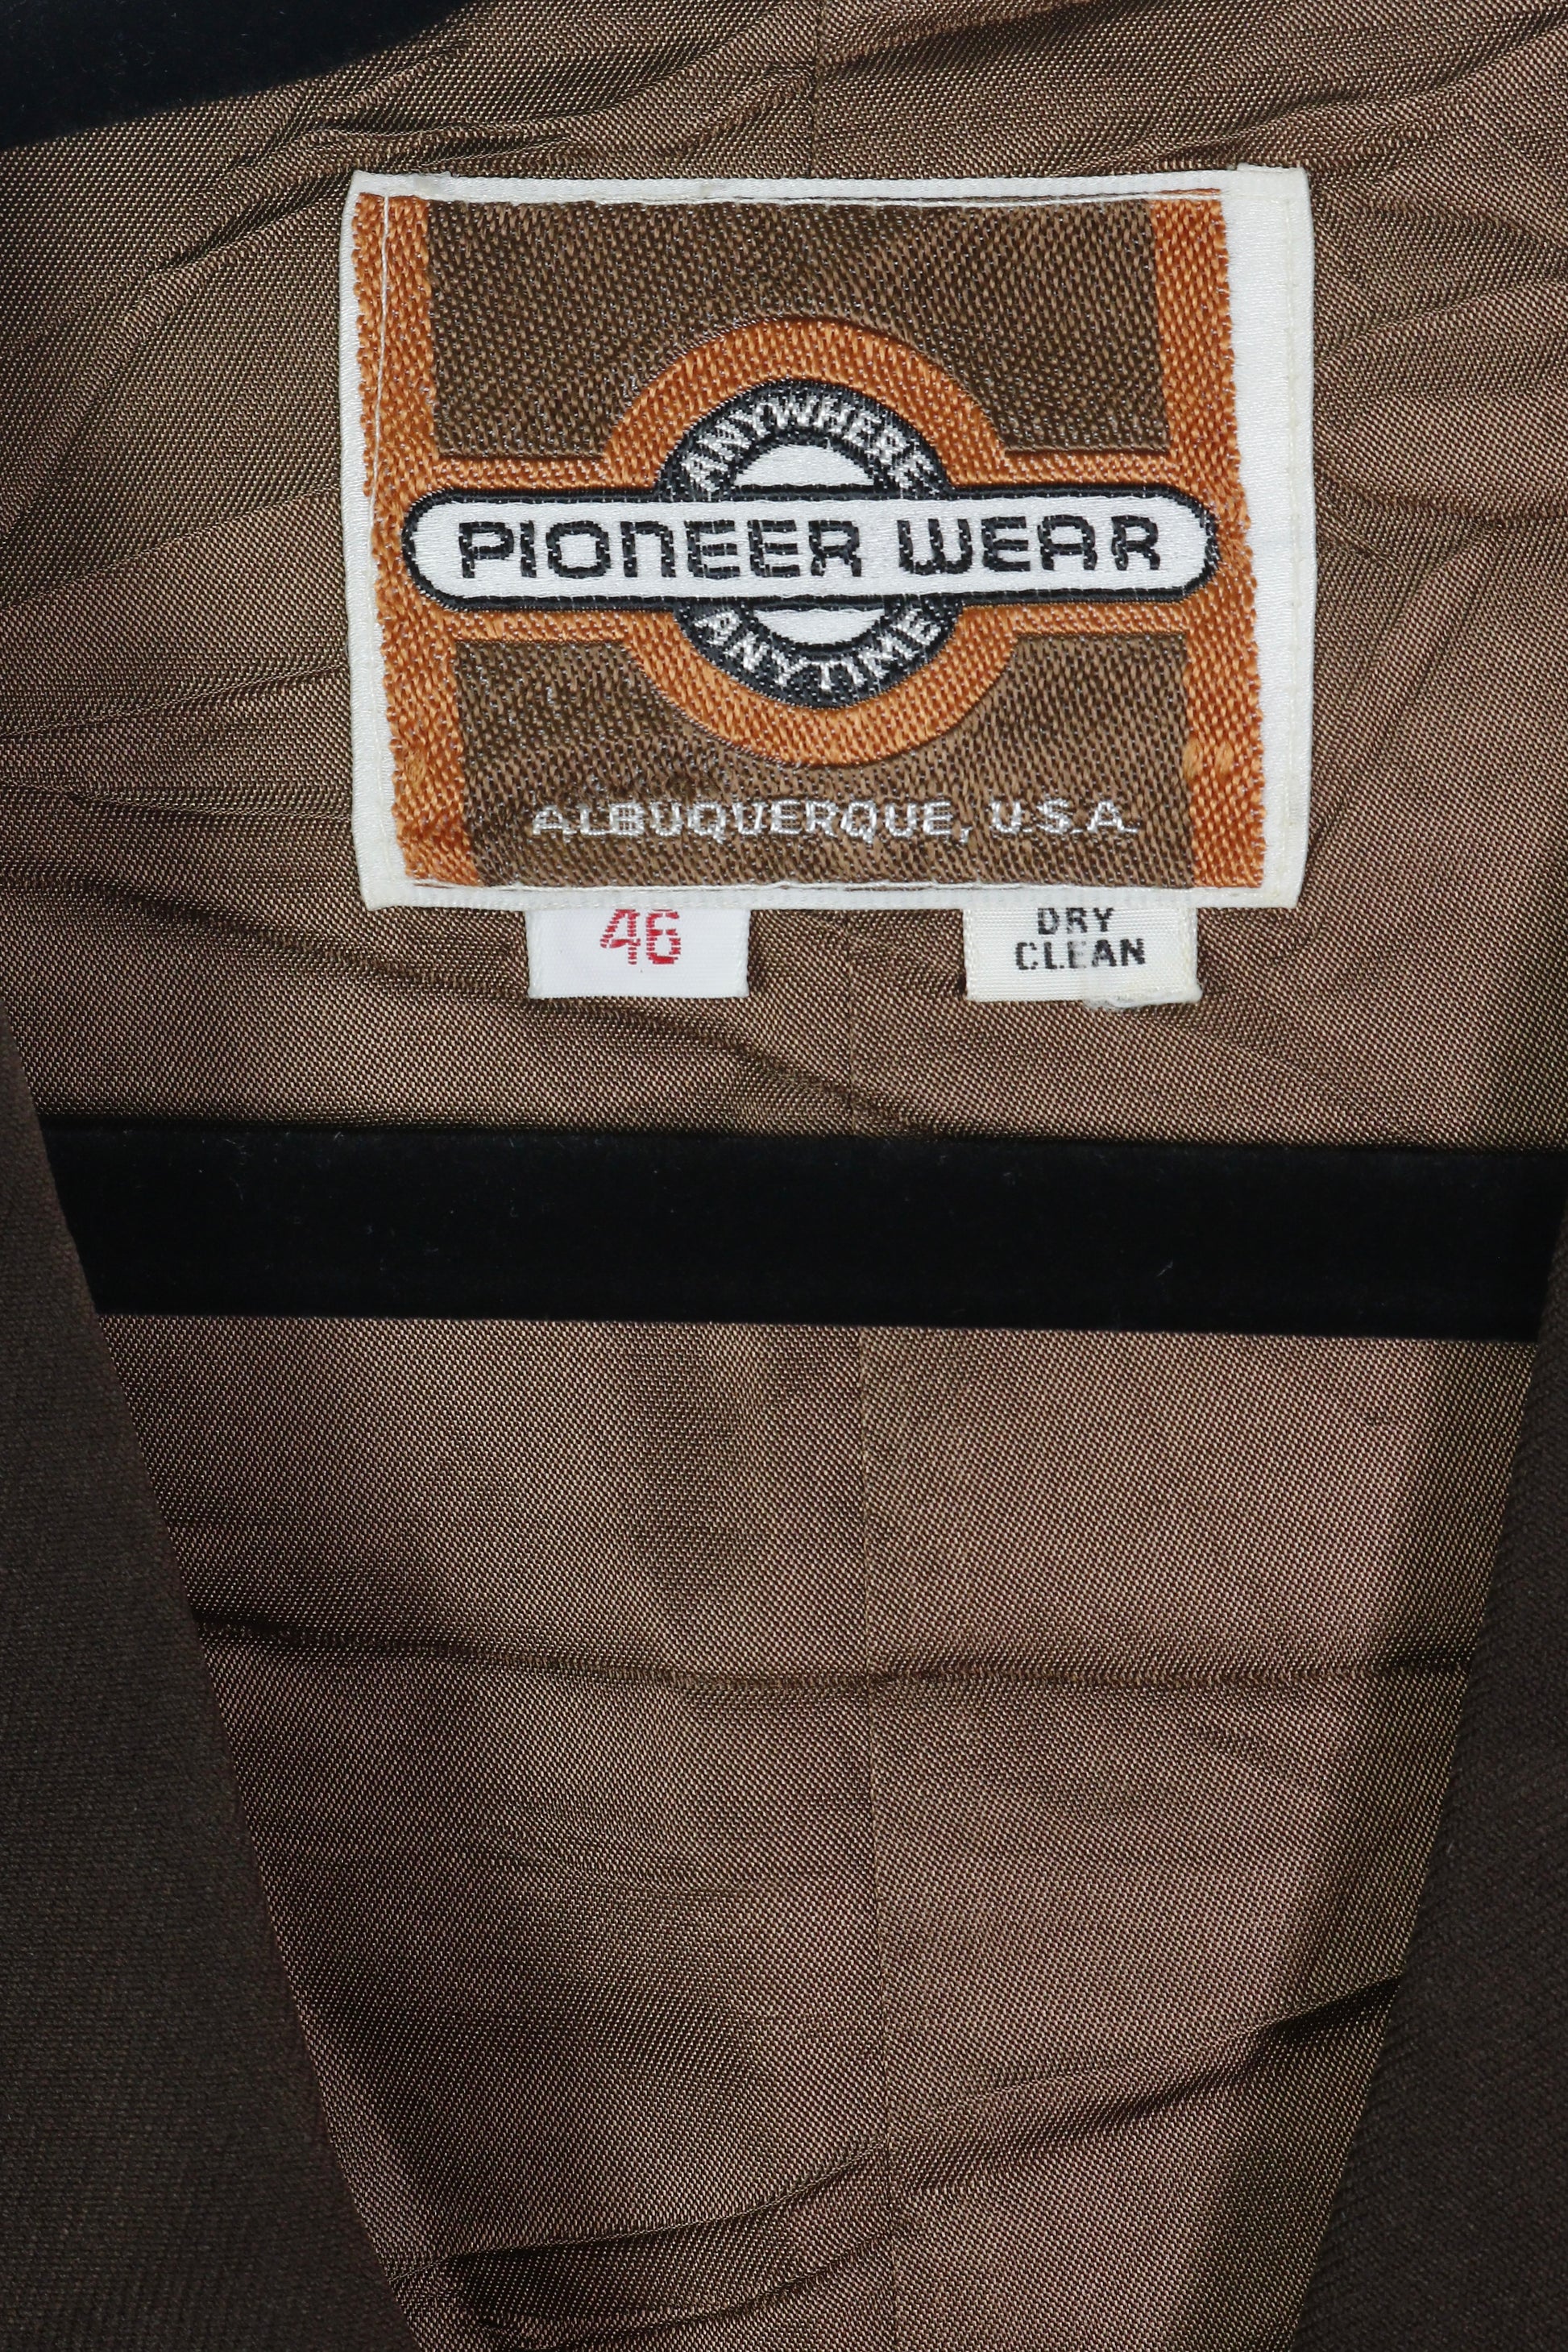 ANYWHERE
PIONEER WEAR
ANYTIME
ALBUQUERQUE, U.S.A.
46
DRY
CLEAN